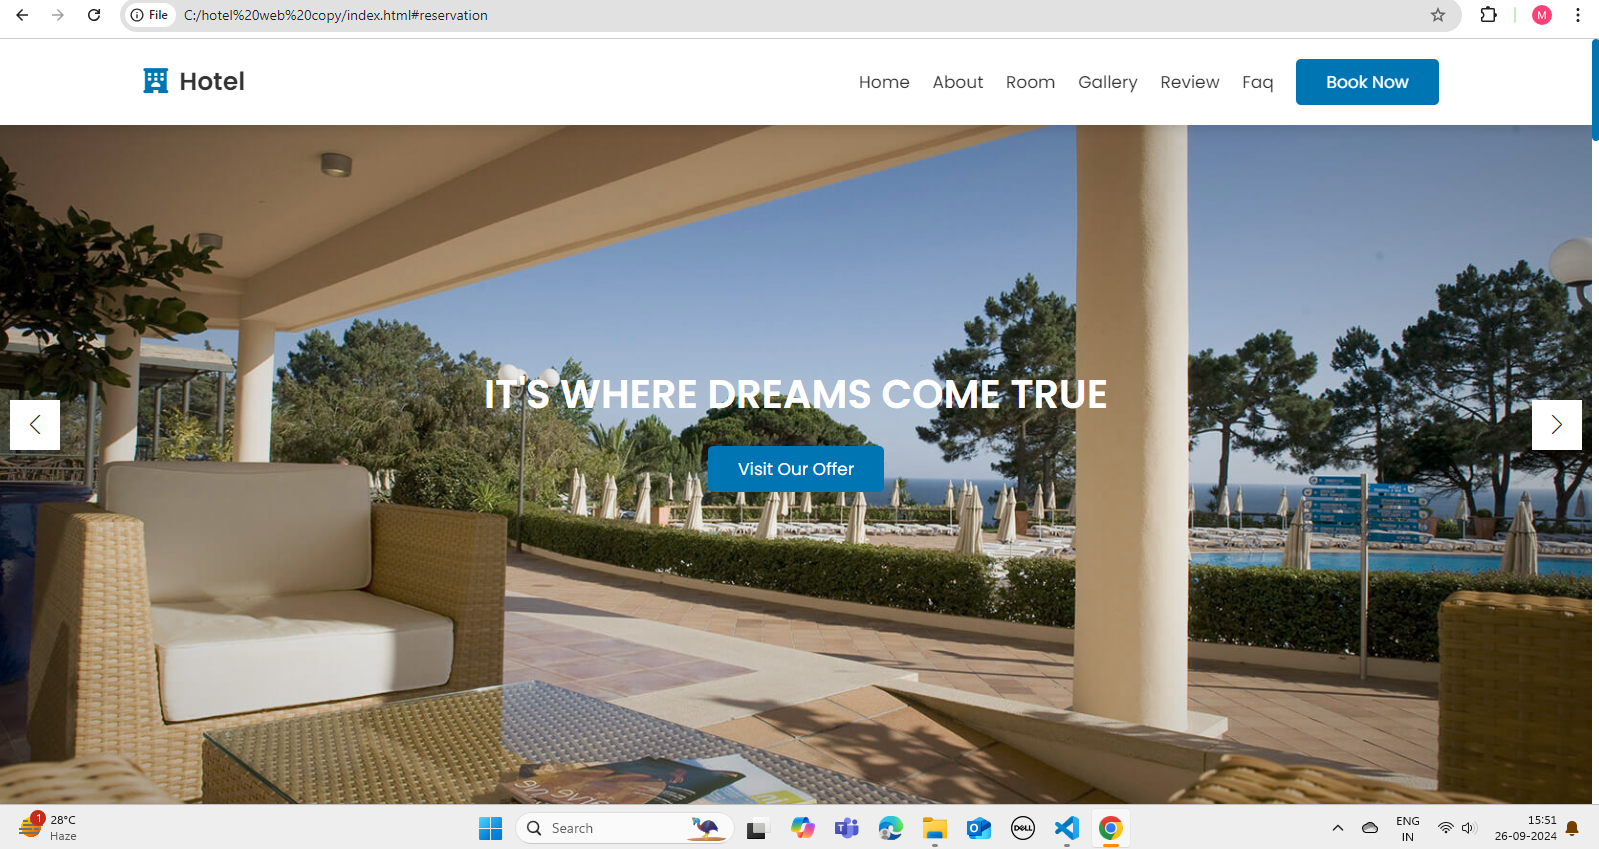 File C:/hotel%20web%20copy/index.html#reservation M
Hotel Home About Room Gallery Review Faq Book Now
IT'S WHERE DREAMS COME TRUE
Visit Our Offer
1 28°C
Haze
Search
DELL
ENG
IN
15:51
26-09-2024